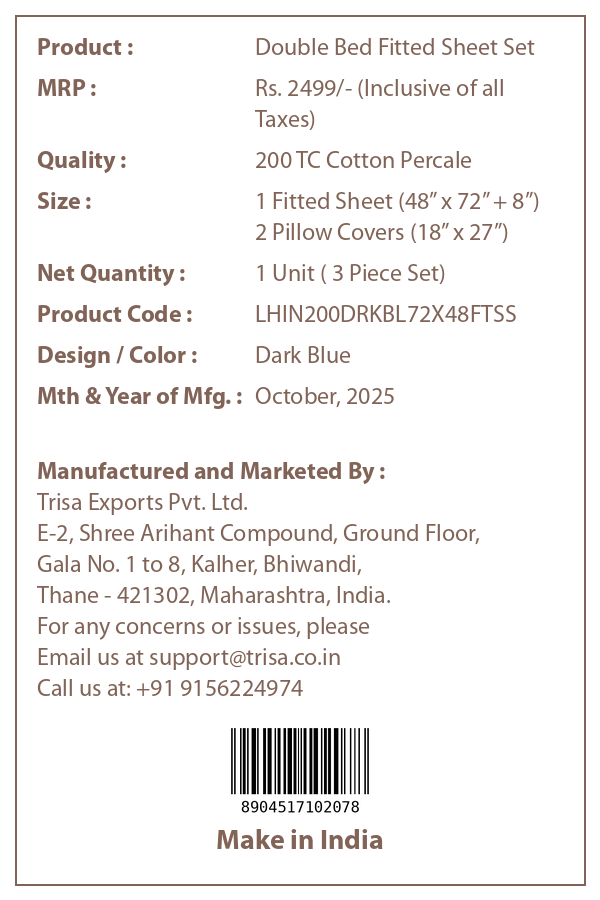 Product : Double Bed Fitted Sheet Set
MRP : Rs. 2499/- (Inclusive of all
Taxes)
Quality : 200 TC Cotton Percale
Size : 1 Fitted Sheet (48” x 72” + 8”)
2 Pillow Covers (18” x 27”)
Net Quantity : 1 Unit ( 3 Piece Set)
Product Code : LHIN200DRKBL72X48FTSS
Design / Color : Dark Blue
Mth & Year of Mfg. : October, 2025
Manufactured and Marketed By :
Trisa Exports Pvt. Ltd.
E-2, Shree Arihant Compound, Ground Floor,
Gala No. 1 to 8, Kalher, Bhiwandi,
Thane - 421302, Maharashtra, India.
For any concerns or issues, please
Email us at support@trisa.co.in
Call us at: +91 9156224974
8904517102078
Make in India